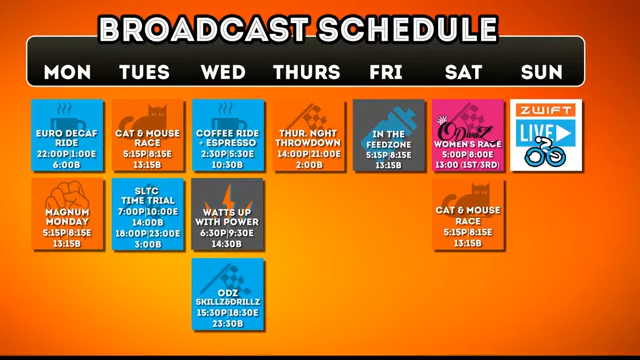 BROADCAST SCHEDULE
MON TUES WED THURS FRI SAT SUN
EURO DECAF
RIDE
22:00P|1:00E
6:00B
CAT & MOUSE
RACE
5:15P|8:15E
13:15B
COFFEE RIDE
+ ESPRESSO
2:30P|5:30E
10:30B
THUR. NGHT
THROWDOWN
14:00P|21:00E
2:00B
IN THE
FEEDZONE
5:15P|8:15E
13:15B
ODivaZ
WOMEN'S RACE
5:00P|8:00E
13:00 (1ST/3RD)
ZWIFT
LIVE
MAGNUM
MONDAY
5:15P|8:15E
13:15B
SLTC
TIME TRIAL
7:00P|10:00E
14:00B
18:00P|23:00E
3:00B
WATTS UP
WITH POWER
6:30P|9:30E
14:30B
CAT & MOUSE
RACE
5:15P|8:15E
13:15B
ODZ
SKILLZ&DRILLZ
15:30P|18:30E
23:30B